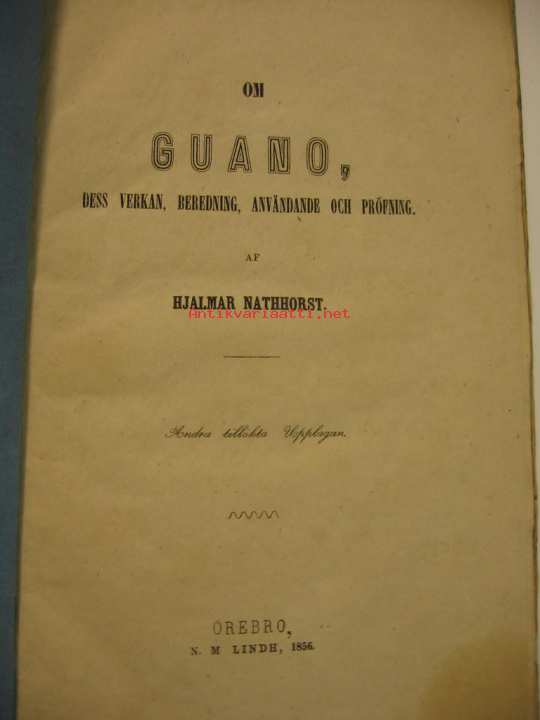 OM
GUANO,
DESS VERKAN, BEREDNING, ANVÄNDANDE OCH PRÖFNING.
AF
HJALMAR NATHHORST.
Antikvariaatti.net
Andra tillökta Upplagan.
ÖREBRO,
N. M LINDH, 1856.